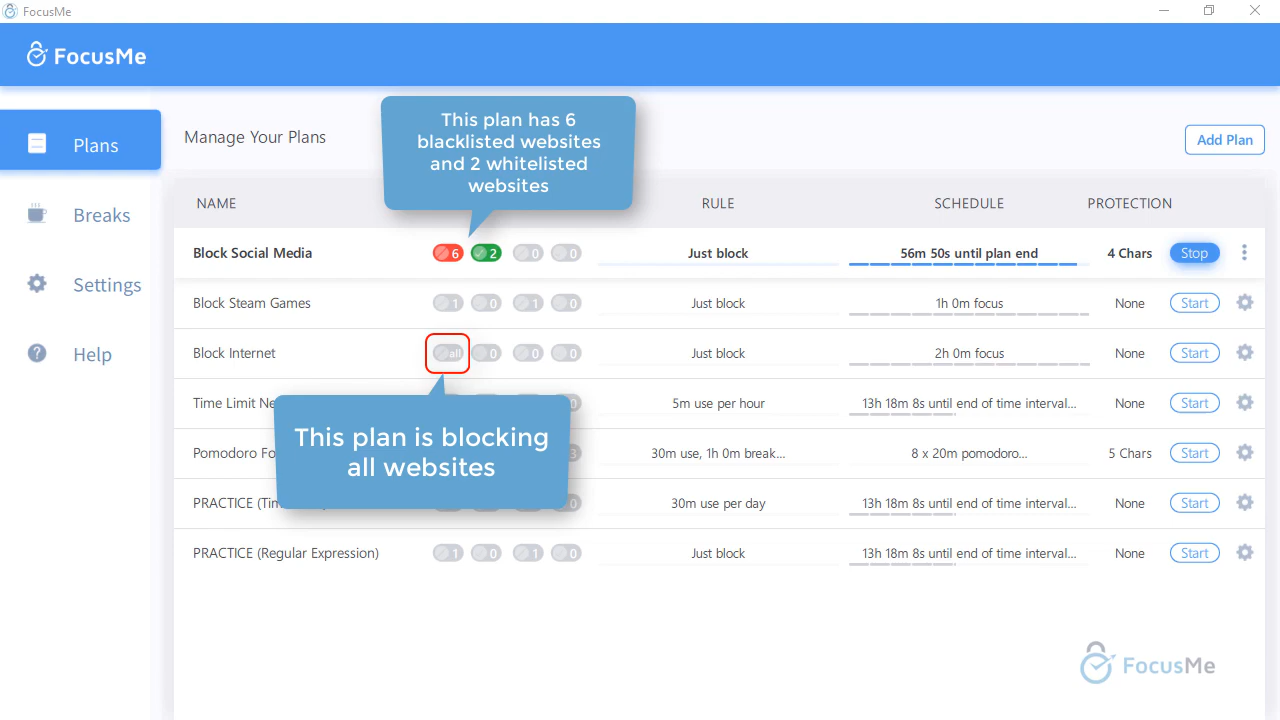 FocusMe
FocusMe
This plan has 6
blacklisted websites
and 2 whitelisted
websites
Plans
Manage Your Plans
Add Plan
NAME RULE SCHEDULE PROTECTION
Block Social Media 6 2 0 0 Just block 56m 50s until plan end 4 Chars Stop
Breaks
Block Steam Games 1 0 1 0 Just block 1h 0m focus None Start
Settings
Block Internet all 0 0 0 Just block 2h 0m focus None Start
Help
Time Limit Ne 0 5m use per hour 13h 18m 8s until end of time interval... None Start
This plan is blocking
all websites
Pomodoro Fo 3 30m use, 1h 0m break... 8 x 20m pomodoro... 5 Chars Start
PRACTICE (Tim 0 30m use per day 13h 18m 8s until end of time interval... None Start
PRACTICE (Regular Expression) 1 0 1 0 Just block 13h 18m 8s until end of time interval... None Start
FocusMe